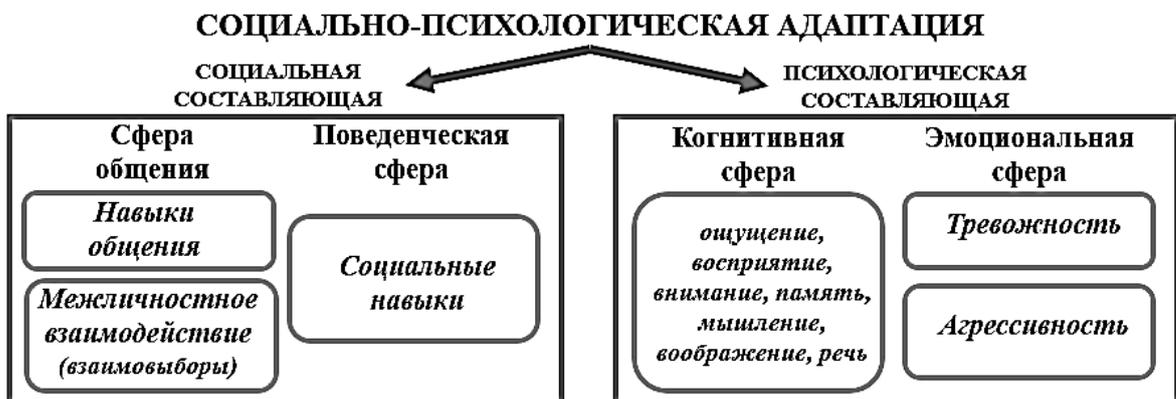 СОЦИАЛЬНО-ПСИХОЛОГИЧЕСКАЯ АДАПТАЦИЯ
СОЦИАЛЬНАЯ
СОСТАВЛЯЮЩАЯ
Сфера
общения
Навыки
общения
Межличностное
взаимодействие
(взаимовыборы)
Поведенческая
сфера
Социальные
навыки
ПСИХОЛОГИЧЕСКАЯ
СОСТАВЛЯЮЩАЯ
Когнитивная
сфера
ощущение,
восприятие,
внимание, память,
мышление,
воображение, речь
Эмоциональная
сфера
Тревожность
Агрессивность